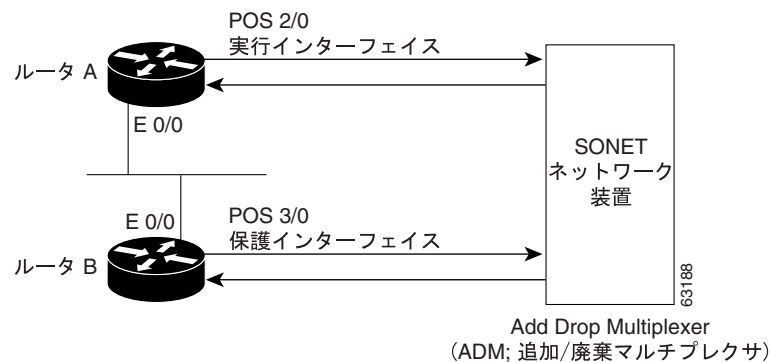 POS 2/0
実行インターフェイス
ルータ A
E 0/0
SONET
ネットワーク
装置
E 0/0
POS 3/0
保護インターフェイス
ルータ B
63188
Add Drop Multiplexer
(ADM; 追加/廃棄マルチプレクサ)